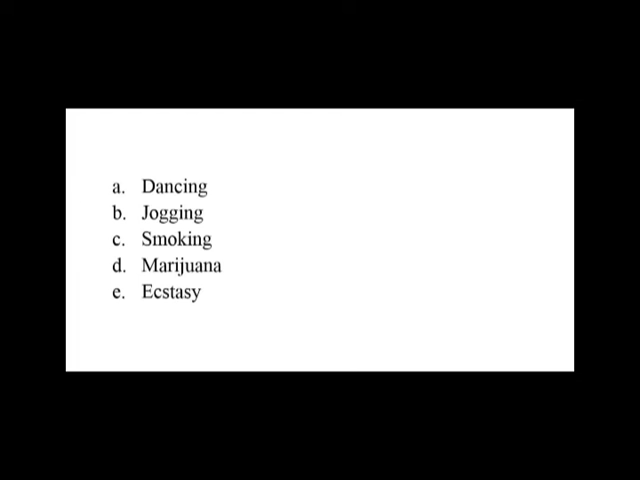 a. Dancing
b. Jogging
c. Smoking
d. Marijuana
e. Ecstasy